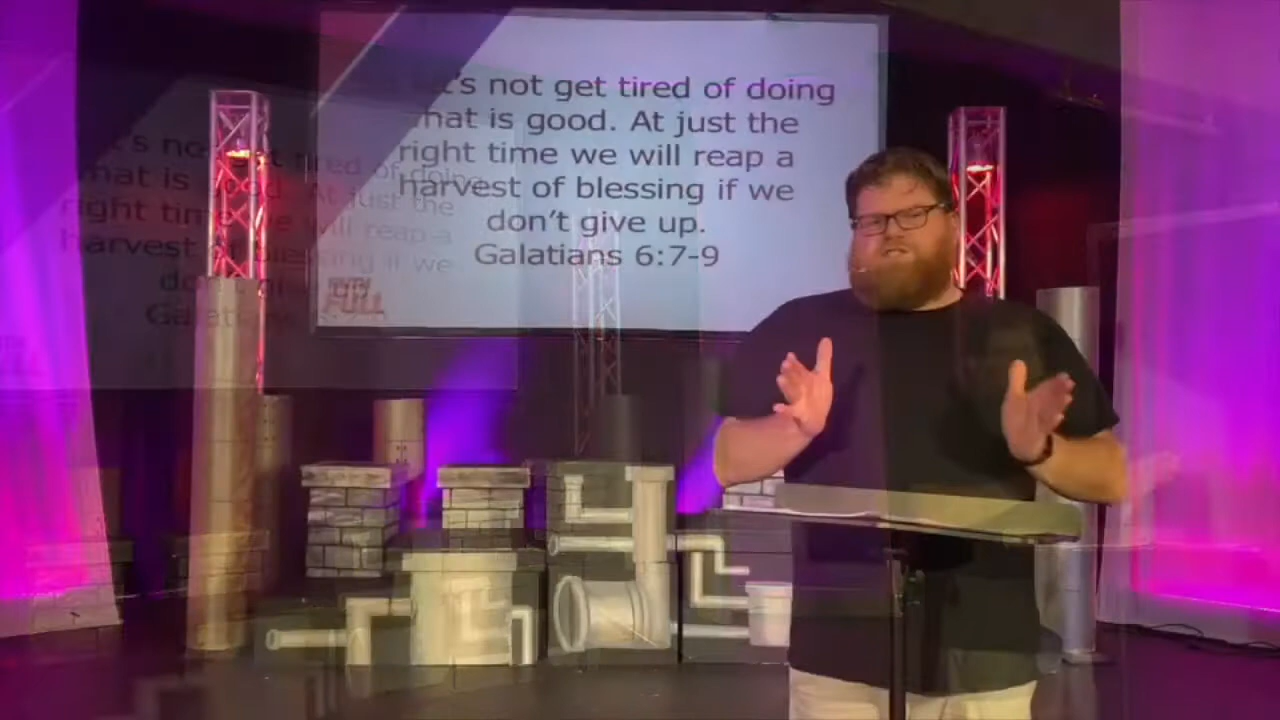 not get tired of doing
is good. At just the
right time we will reap a
harvest of blessing if we
don't give up.
Galatians 6:7-9
FULL